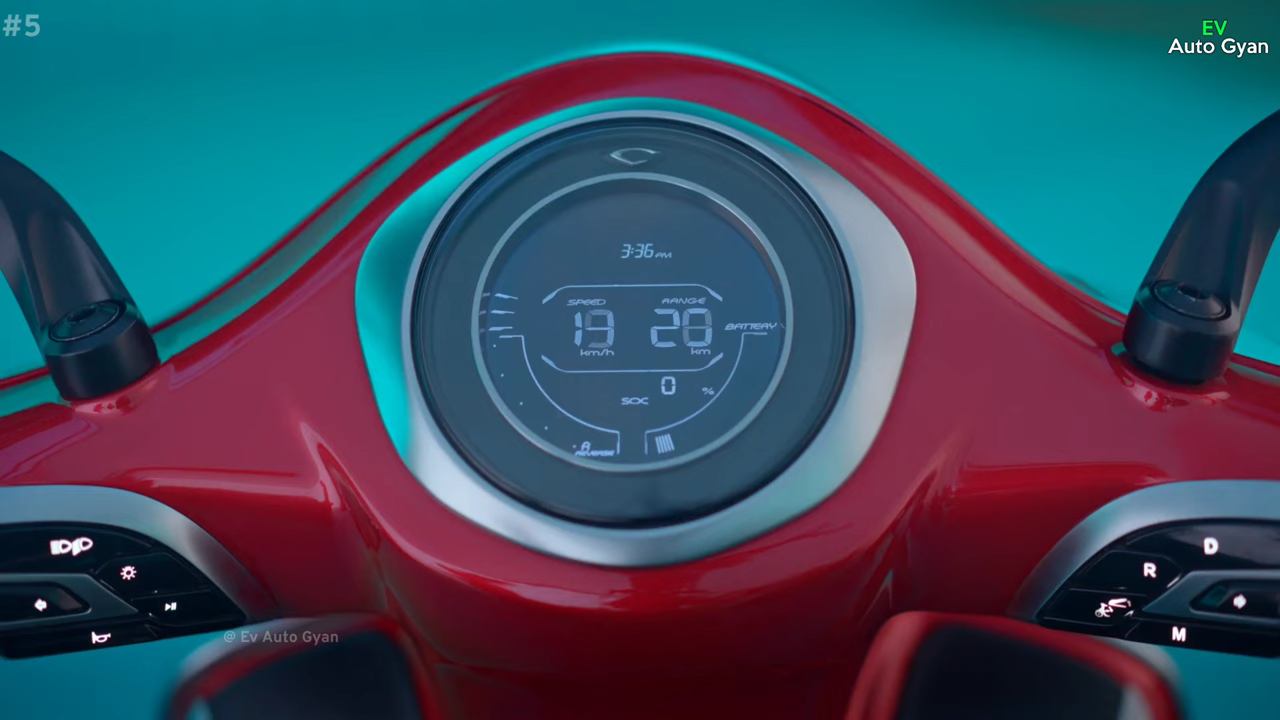 #5
EV
Auto Gyan
3:36 PM
SPEED
19
km/h
RANGE
20
km
BATTERY
0
SOC %
R
REVERSE
D
R
M
@ Ev Auto Gyan